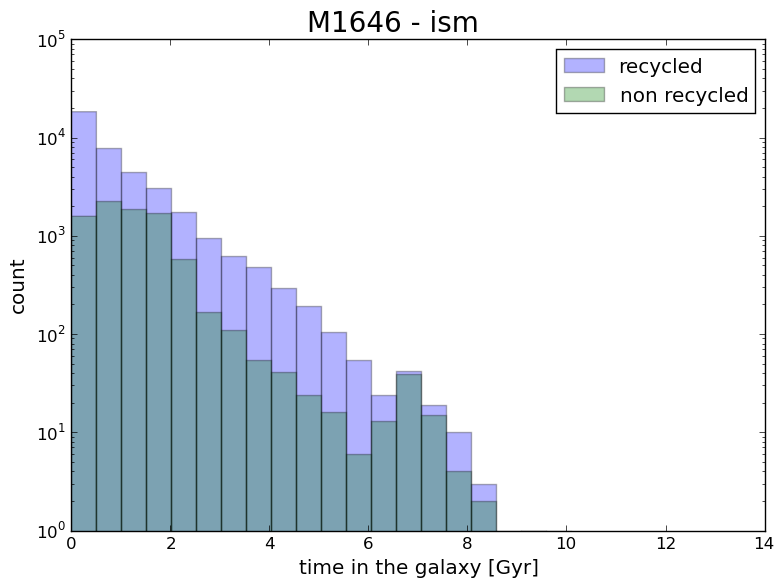 M1646 - ism
10^5
10^4
10^3
10^2
10^1
10^0
count
recycled
non recycled
0 2 4 6 8 10 12 14
time in the galaxy [Gyr]